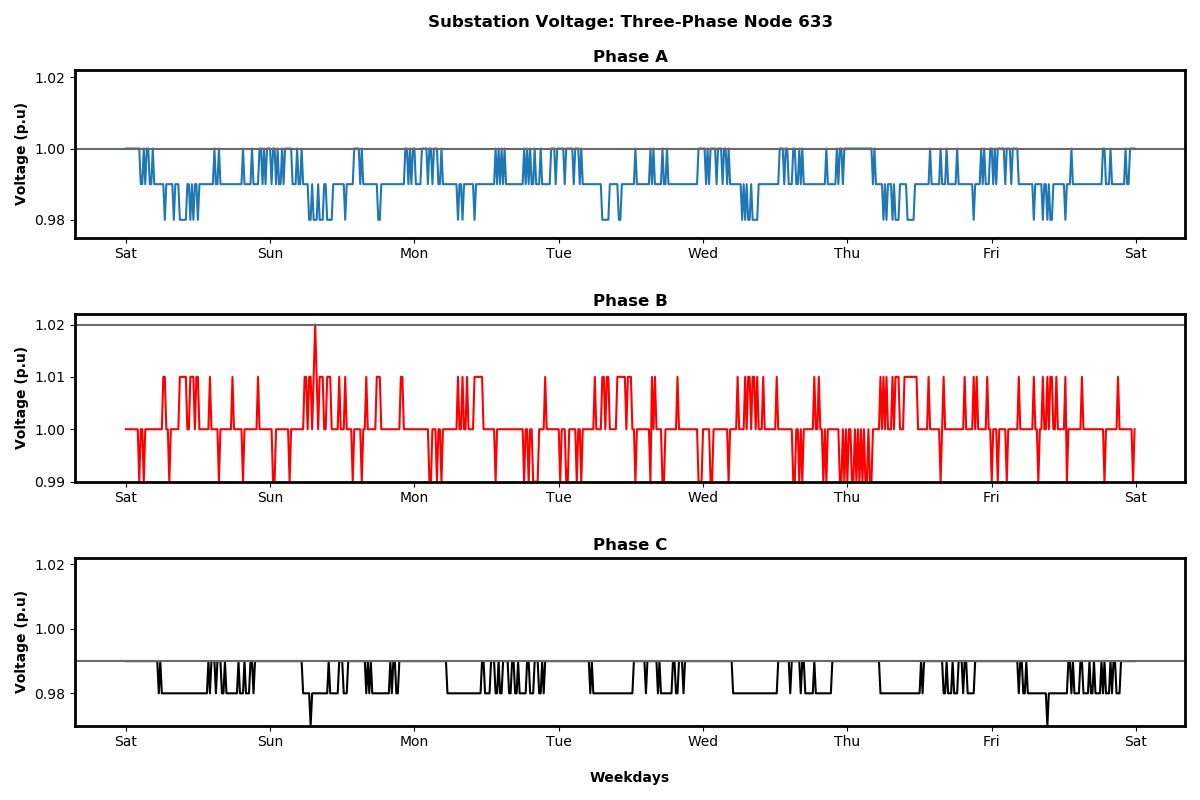 Substation Voltage: Three-Phase Node 633
Phase A
Voltage (p.u)
1.02
1.00
0.98
Sat Sun Mon Tue Wed Thu Fri Sat
Phase B
Voltage (p.u)
1.02
1.01
1.00
0.99
Sat Sun Mon Tue Wed Thu Fri Sat
Phase C
Voltage (p.u)
1.02
1.00
0.98
Sat Sun Mon Tue Wed Thu Fri Sat
Weekdays